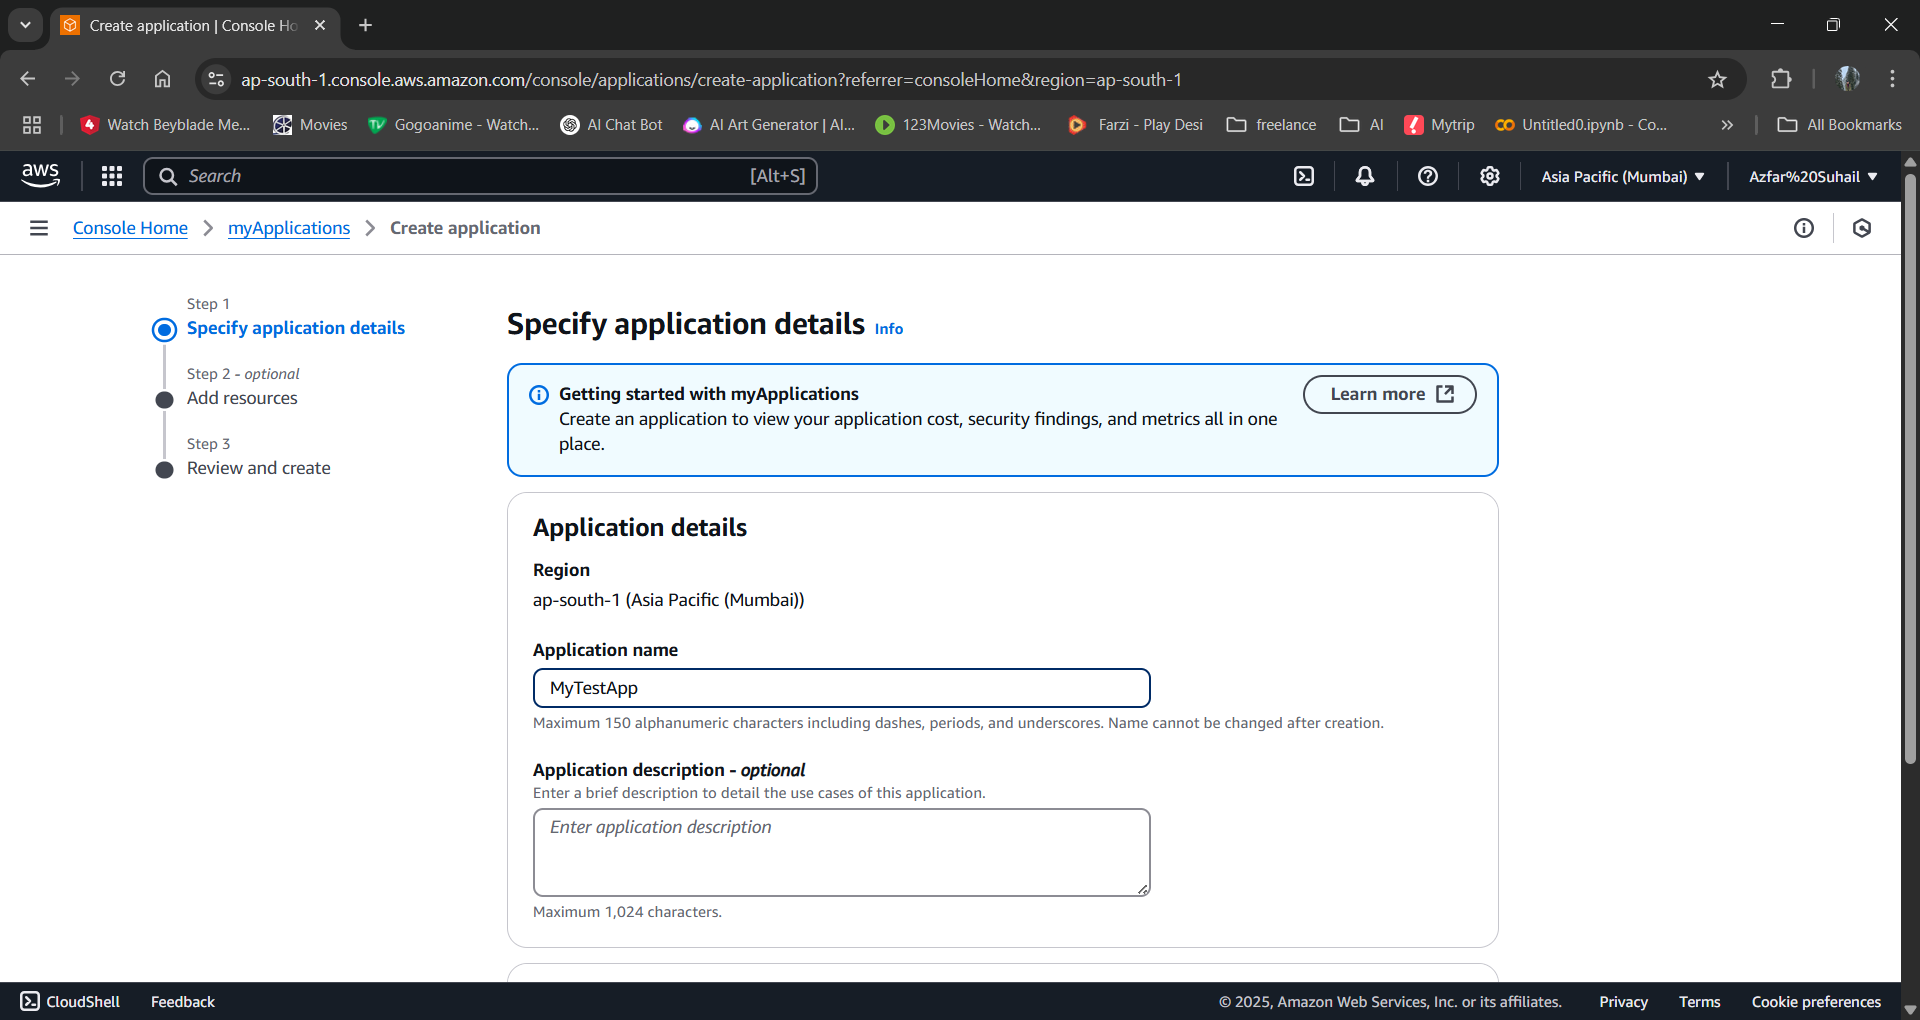 Create application | Console Ho
ap-south-1.console.aws.amazon.com/console/applications/create-application?referrer=consoleHome&region=ap-south-1
Watch Beyblade Me...
Movies
Gogoanime - Watch...
AI Chat Bot
AI Art Generator | AI...
123Movies - Watch...
Farzi - Play Desi
freelance
AI
Mytrip
Untitled0.ipynb - Co...
All Bookmarks
aws
Search
[Alt+S]
Asia Pacific (Mumbai)
Azfar%20Suhail
Console Home
myApplications
Create application
Step 1
Specify application details
Step 2 - optional
Add resources
Step 3
Review and create
Specify application details Info
Getting started with myApplications
Create an application to view your application cost, security findings, and metrics all in one
place.
Learn more
Application details
Region
ap-south-1 (Asia Pacific (Mumbai))
Application name
MyTestApp
Maximum 150 alphanumeric characters including dashes, periods, and underscores. Name cannot be changed after creation.
Application description - optional
Enter a brief description to detail the use cases of this application.
Enter application description
Maximum 1,024 characters.
CloudShell
Feedback
© 2025, Amazon Web Services, Inc. or its affiliates.
Privacy
Terms
Cookie preferences